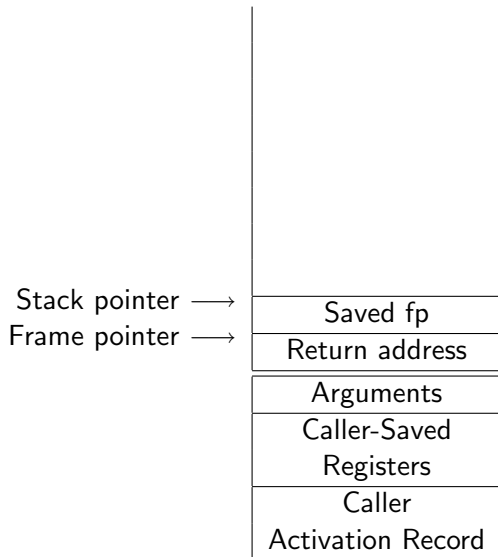 Stack pointer ⟶
Saved fp
Frame pointer ⟶
Return address
Arguments
Caller-Saved
Registers
Caller
Activation Record